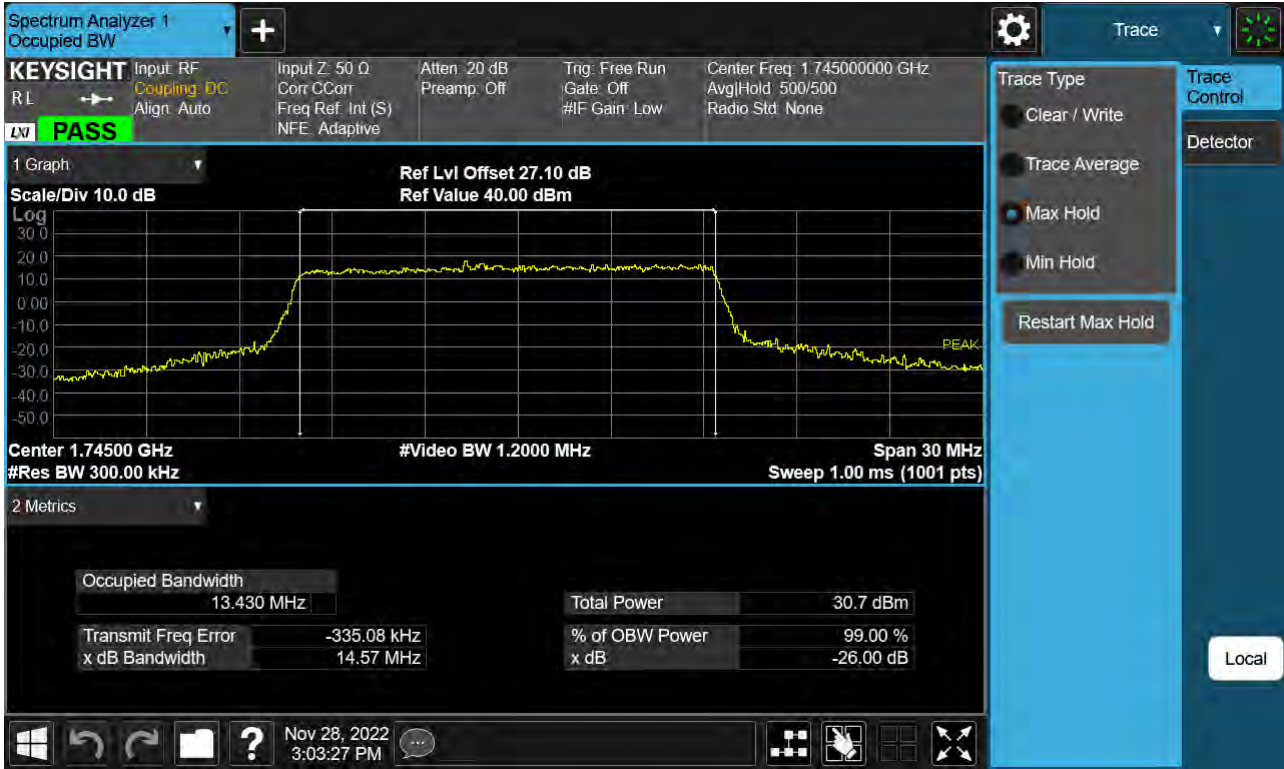 Spectrum Analyzer 1
Occupied BW
+
Trace
KEYSIGHT
R L
LXI PASS
Input: RF
Coupling: DC
Align: Auto
Input Z: 50 Ω
Corr CCorr
Freq Ref: Int (S)
NFE: Adaptive
Atten: 20 dB
Preamp: Off
Trig: Free Run
Gate: Off
#IF Gain: Low
Center Freq: 1.745000000 GHz
Avg|Hold: 500/500
Radio Std: None
Trace Type
Clear / Write
Trace Average
Max Hold
Min Hold
Restart Max Hold
Trace
Control
Detector
Local
1 Graph
Scale/Div 10.0 dB
Ref Lvl Offset 27.10 dB
Ref Value 40.00 dBm
Log
30.0
20.0
10.0
0.00
-10.0
-20.0
-30.0
-40.0
-50.0
PEAK
Center 1.74500 GHz
#Video BW 1.2000 MHz
Span 30 MHz
#Res BW 300.00 kHz
Sweep 1.00 ms (1001 pts)
2 Metrics
Occupied Bandwidth
13.430 MHz
Total Power 30.7 dBm
Transmit Freq Error -335.08 kHz
% of OBW Power 99.00 %
x dB Bandwidth 14.57 MHz
x dB -26.00 dB
?
Nov 28, 2022
3:03:27 PM